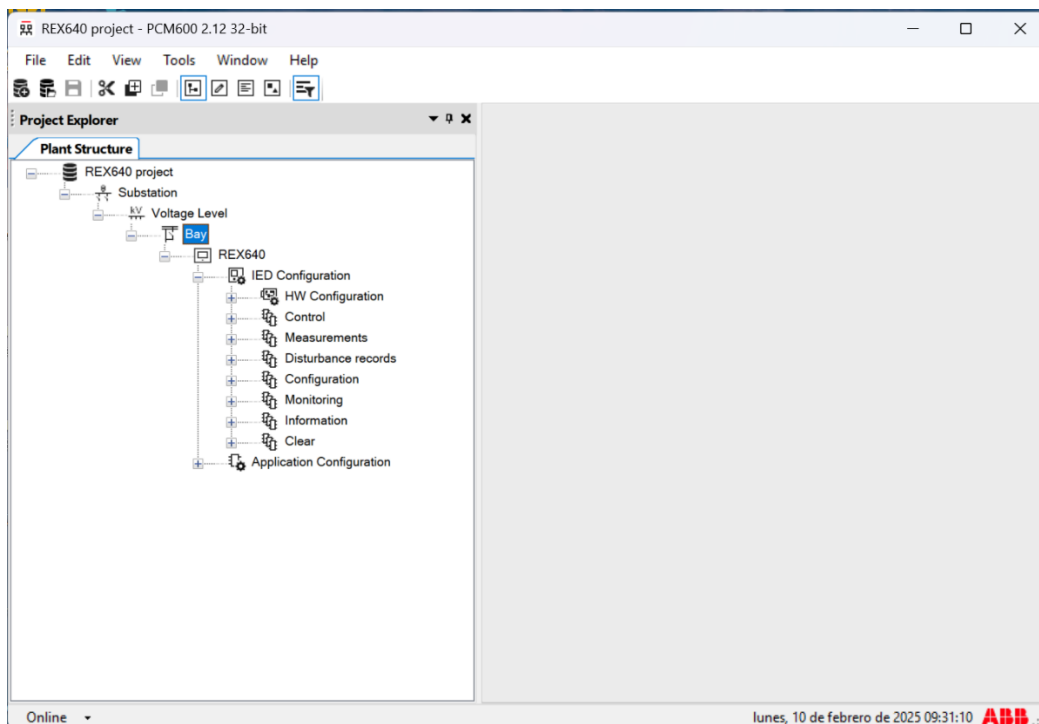 REX640 project - PCM600 2.12 32-bit
File Edit View Tools Window Help
Project Explorer
Plant Structure
REX640 project
Substation
kV Voltage Level
Bay
REX640
IED Configuration
HW Configuration
Control
Measurements
Disturbance records
Configuration
Monitoring
Information
Clear
Application Configuration
Online lunes, 10 de febrero de 2025 09:31:10 ABB